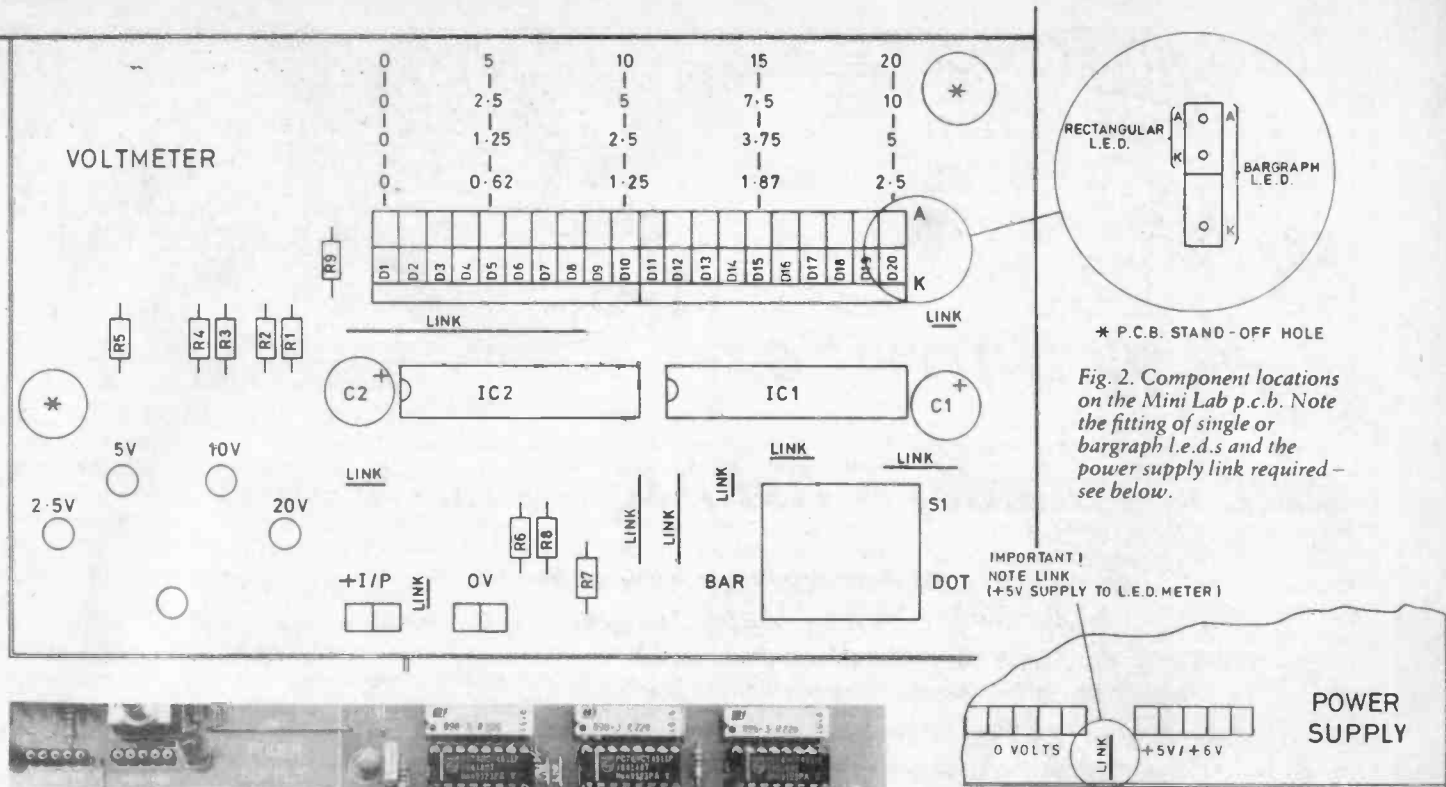 0 5 10 15 20
0 2·5 5 7·5 10
0 1·25 2·5 3·75 5
0 0·62 1·25 1·87 2·5
*
VOLTMETER
A
R9
D1 D2 D3 D4 D5 D6 D7 D8 D9 D10 D11 D12 D13 D14 D15 D16 D17 D18 D19 D20
K
LINK
LINK
R5 R4 R3 R2 R1
*
C2 +
IC2
IC1
C1 +
5V
10V
2·5V
20V
LINK
LINK
LINK
LINK
LINK
LINK
S1
R6 R8
R7
+I/P
LINK
0V
BAR
DOT
RECTANGULAR
L.E.D.
A
K
A
BARGRAPH
L.E.D.
K
* P.C.B. STAND-OFF HOLE
Fig. 2. Component locations
on the Mini Lab p.c.b. Note
the fitting of single or
bargraph l.e.d.s and the
power supply link required –
see below.
IMPORTANT!
NOTE LINK
(+5V SUPPLY TO L.E.D. METER)
POWER
SUPPLY
0 VOLTS
LINK
+5V/+6V